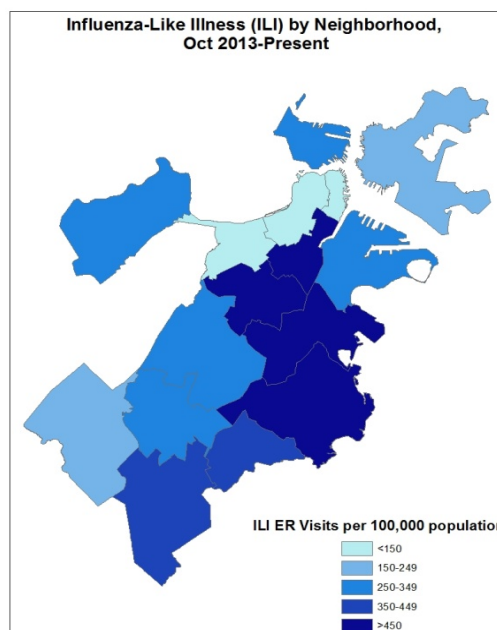 Influenza-Like Illness (ILI) by Neighborhood,
Oct 2013-Present
ILI ER Visits per 100,000 population
<150
150-249
250-349
350-449
>450